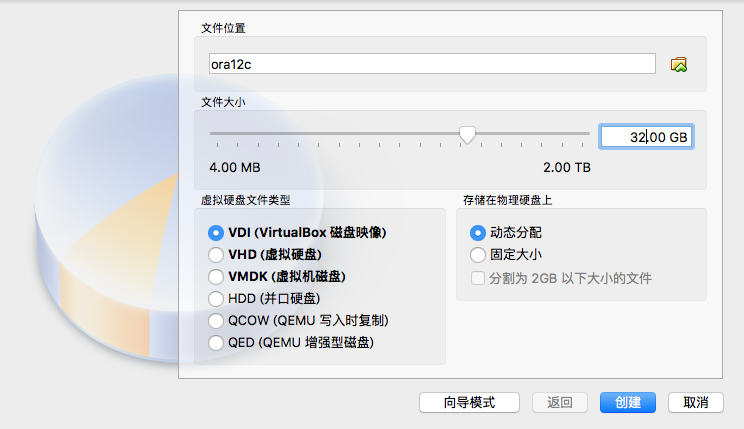 文件位置
ora12c
文件大小
32.00 GB
4.00 MB 2.00 TB
虚拟硬盘文件类型
VDI (VirtualBox 磁盘映像)
VHD (虚拟硬盘)
VMDK (虚拟机磁盘)
HDD (并口硬盘)
QCOW (QEMU 写入时复制)
QED (QEMU 增强型磁盘)
存储在物理硬盘上
动态分配
固定大小
分割为 2GB 以下大小的文件
向导模式 返回 创建 取消